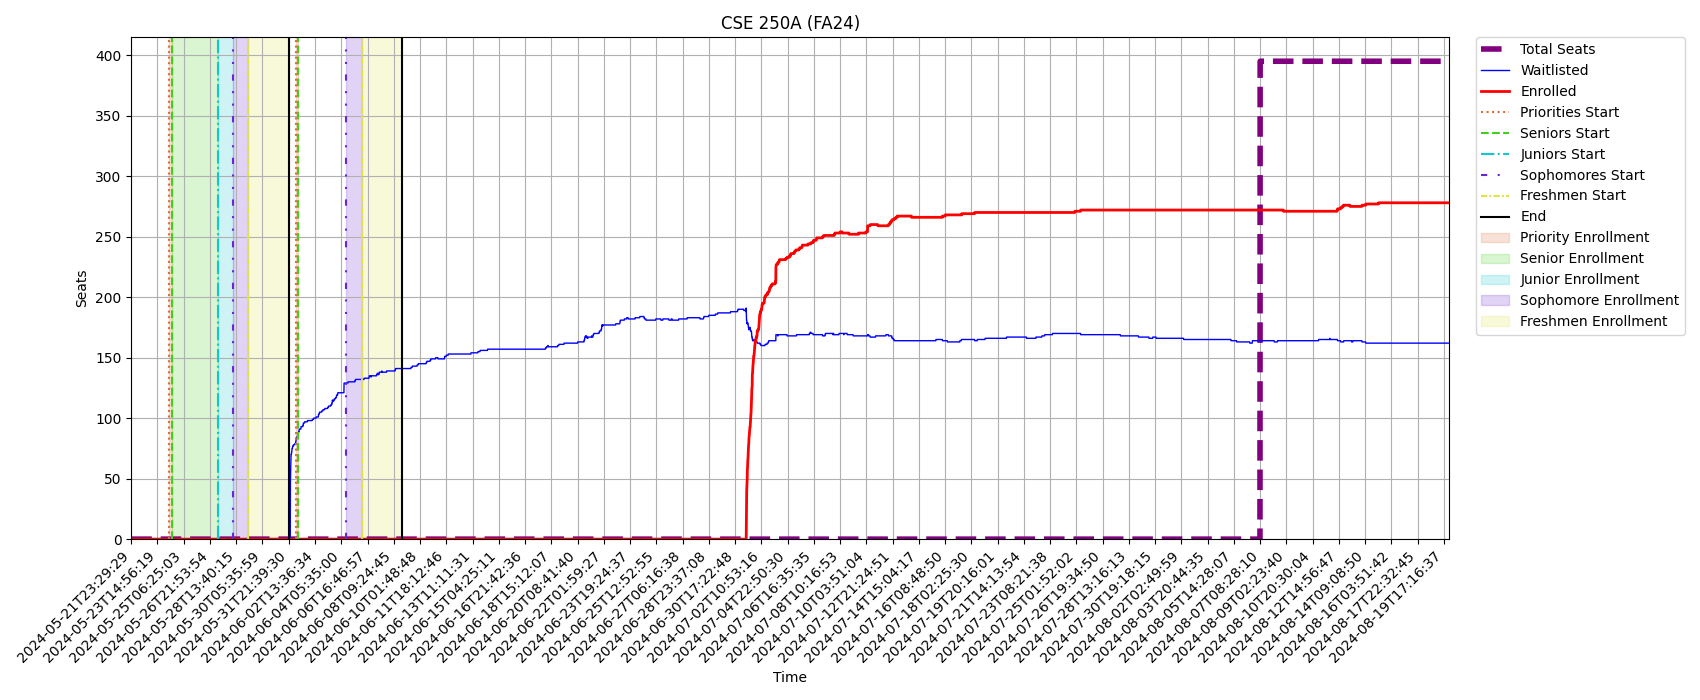 CSE 250A (FA24)
Seats
400
350
300
250
200
150
100
50
0
2024-05-21T23:29:29
2024-05-23T14:56:19
2024-05-25T06:25:03
2024-05-26T21:53:54
2024-05-28T13:40:15
2024-05-30T05:35:59
2024-05-31T21:39:30
2024-06-02T13:36:34
2024-06-04T05:35:00
2024-06-06T16:46:57
2024-06-08T09:24:45
2024-06-10T01:48:48
2024-06-11T18:12:46
2024-06-13T11:11:31
2024-06-15T04:25:11
2024-06-16T21:42:36
2024-06-18T15:12:07
2024-06-20T08:41:40
2024-06-22T01:59:27
2024-06-23T19:24:37
2024-06-25T12:52:55
2024-06-27T06:16:38
2024-06-28T23:37:08
2024-06-30T17:22:48
2024-07-02T10:53:16
2024-07-04T22:50:30
2024-07-06T16:35:35
2024-07-08T10:16:53
2024-07-10T03:51:04
2024-07-12T11:24:51
2024-07-14T15:04:17
2024-07-16T08:48:50
2024-07-18T02:25:30
2024-07-19T20:16:01
2024-07-21T14:13:54
2024-07-23T08:21:38
2024-07-25T01:52:02
2024-07-26T19:34:50
2024-07-28T13:16:13
2024-07-30T19:18:15
2024-08-02T02:49:59
2024-08-03T20:44:35
2024-08-05T14:28:07
2024-08-07T08:28:10
2024-08-09T02:23:40
2024-08-10T20:30:04
2024-08-12T14:56:47
2024-08-14T09:08:50
2024-08-16T03:51:42
2024-08-17T22:32:45
2024-08-19T17:16:37
Time
Total Seats
Waitlisted
Enrolled
Priorities Start
Seniors Start
Juniors Start
Sophomores Start
Freshmen Start
End
Priority Enrollment
Senior Enrollment
Junior Enrollment
Sophomore Enrollment
Freshmen Enrollment